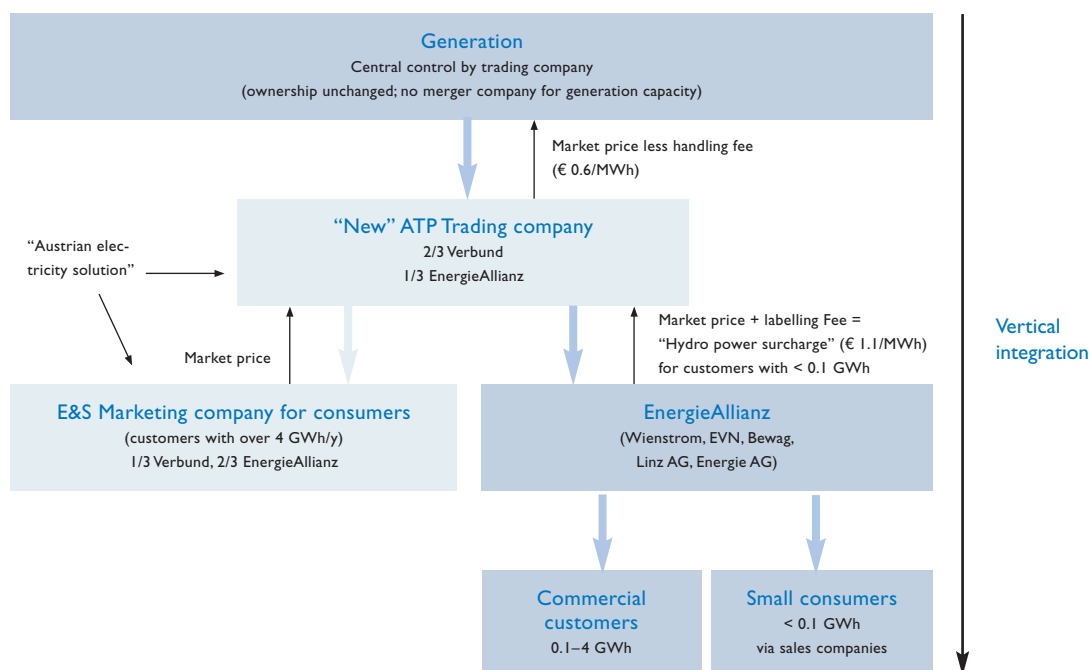 Generation
Central control by trading company
(ownership unchanged; no merger company for generation capacity)
Market price less handling fee
(€ 0.6/MWh)
“New” ATP Trading company
2/3 Verbund
1/3 EnergieAllianz
“Austrian elec-
tricity solution”
Market price
Market price + labelling Fee =
“Hydro power surcharge” (€ 1.1/MWh)
for customers with < 0.1 GWh
Vertical
integration
E&S Marketing company for consumers
(customers with over 4 GWh/y)
1/3 Verbund, 2/3 EnergieAllianz
EnergieAllianz
(Wienstrom, EVN, Bewag,
Linz AG, Energie AG)
Commercial
customers
0.1–4 GWh
Small consumers
< 0.1 GWh
via sales companies